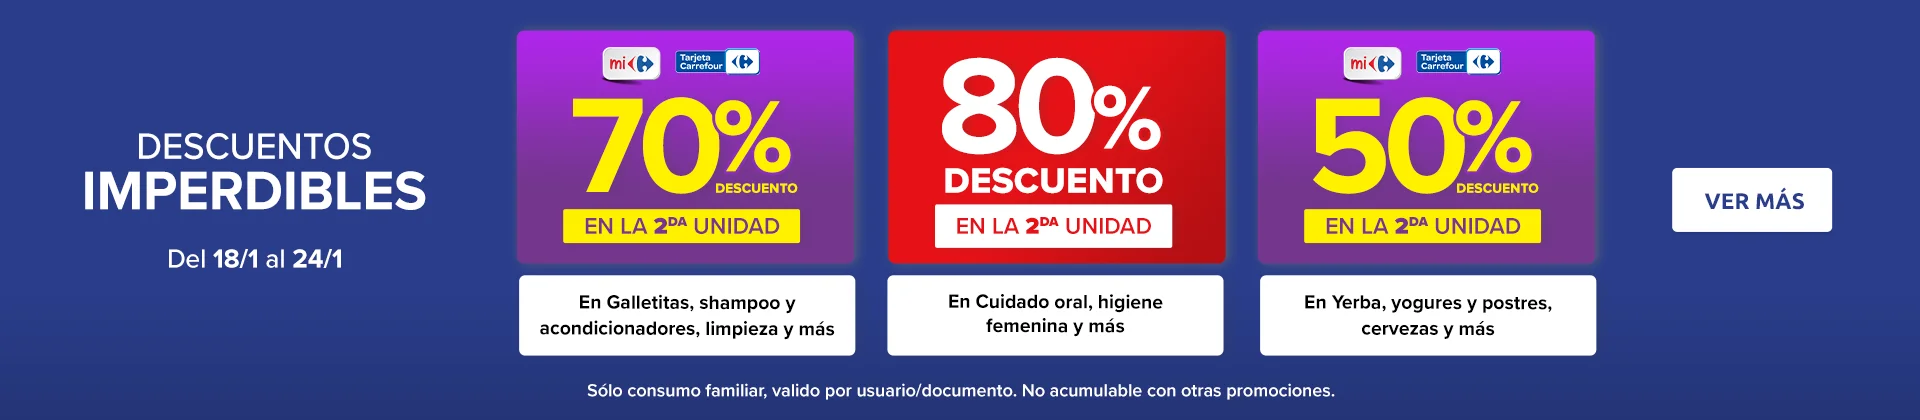 DESCUENTOS
IMPERDIBLES
Del 18/1 al 24/1
mi
Tarjeta
Carrefour
70%
DESCUENTO
EN LA 2DA UNIDAD
En Galletitas, shampoo y
acondicionadores, limpieza y más
80%
DESCUENTO
EN LA 2DA UNIDAD
En Cuidado oral, higiene
femenina y más
mi
Tarjeta
Carrefour
50%
DESCUENTO
EN LA 2DA UNIDAD
En Yerba, yogures y postres,
cervezas y más
VER MÁS
Sólo consumo familiar, valido por usuario/documento. No acumulable con otras promociones.